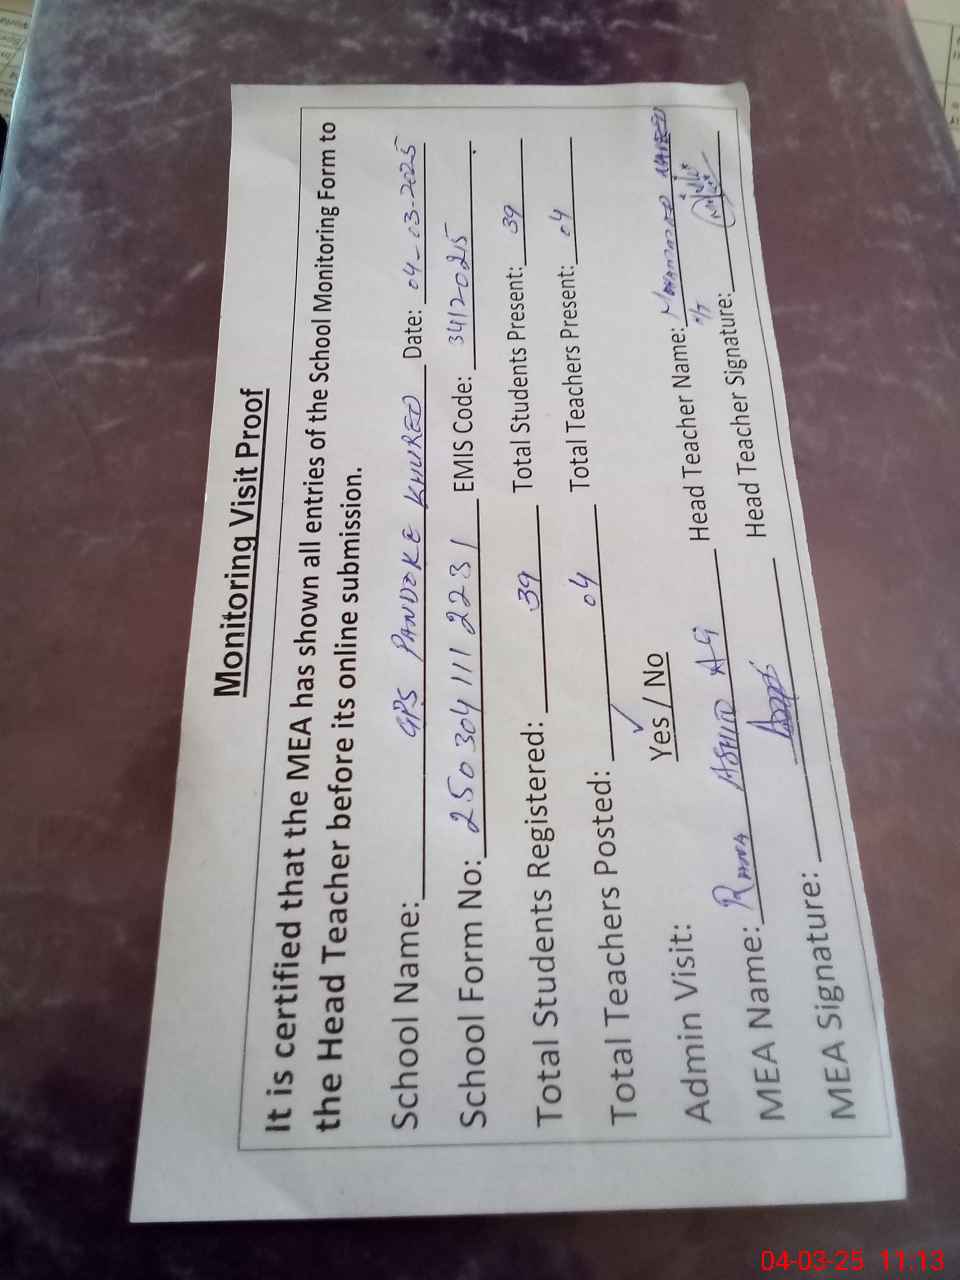 Monitoring Visit Proof
It is certified that the MEA has shown all entries of the School Monitoring Form to
the Head Teacher before its online submission.
School Name: GPS PANDOKE KHURED Date: 04-03-2025
School Form No: 250304111 2231 EMIS Code: 34120215
Total Students Registered: 39 Total Students Present: 39
Total Teachers Posted: 04 Total Teachers Present: 04
Admin Visit: Yes / No
MEA Name: RANA Head Teacher Name: MOHAMMAD
MEA Signature: Head Teacher Signature:
04-03-25 11:13